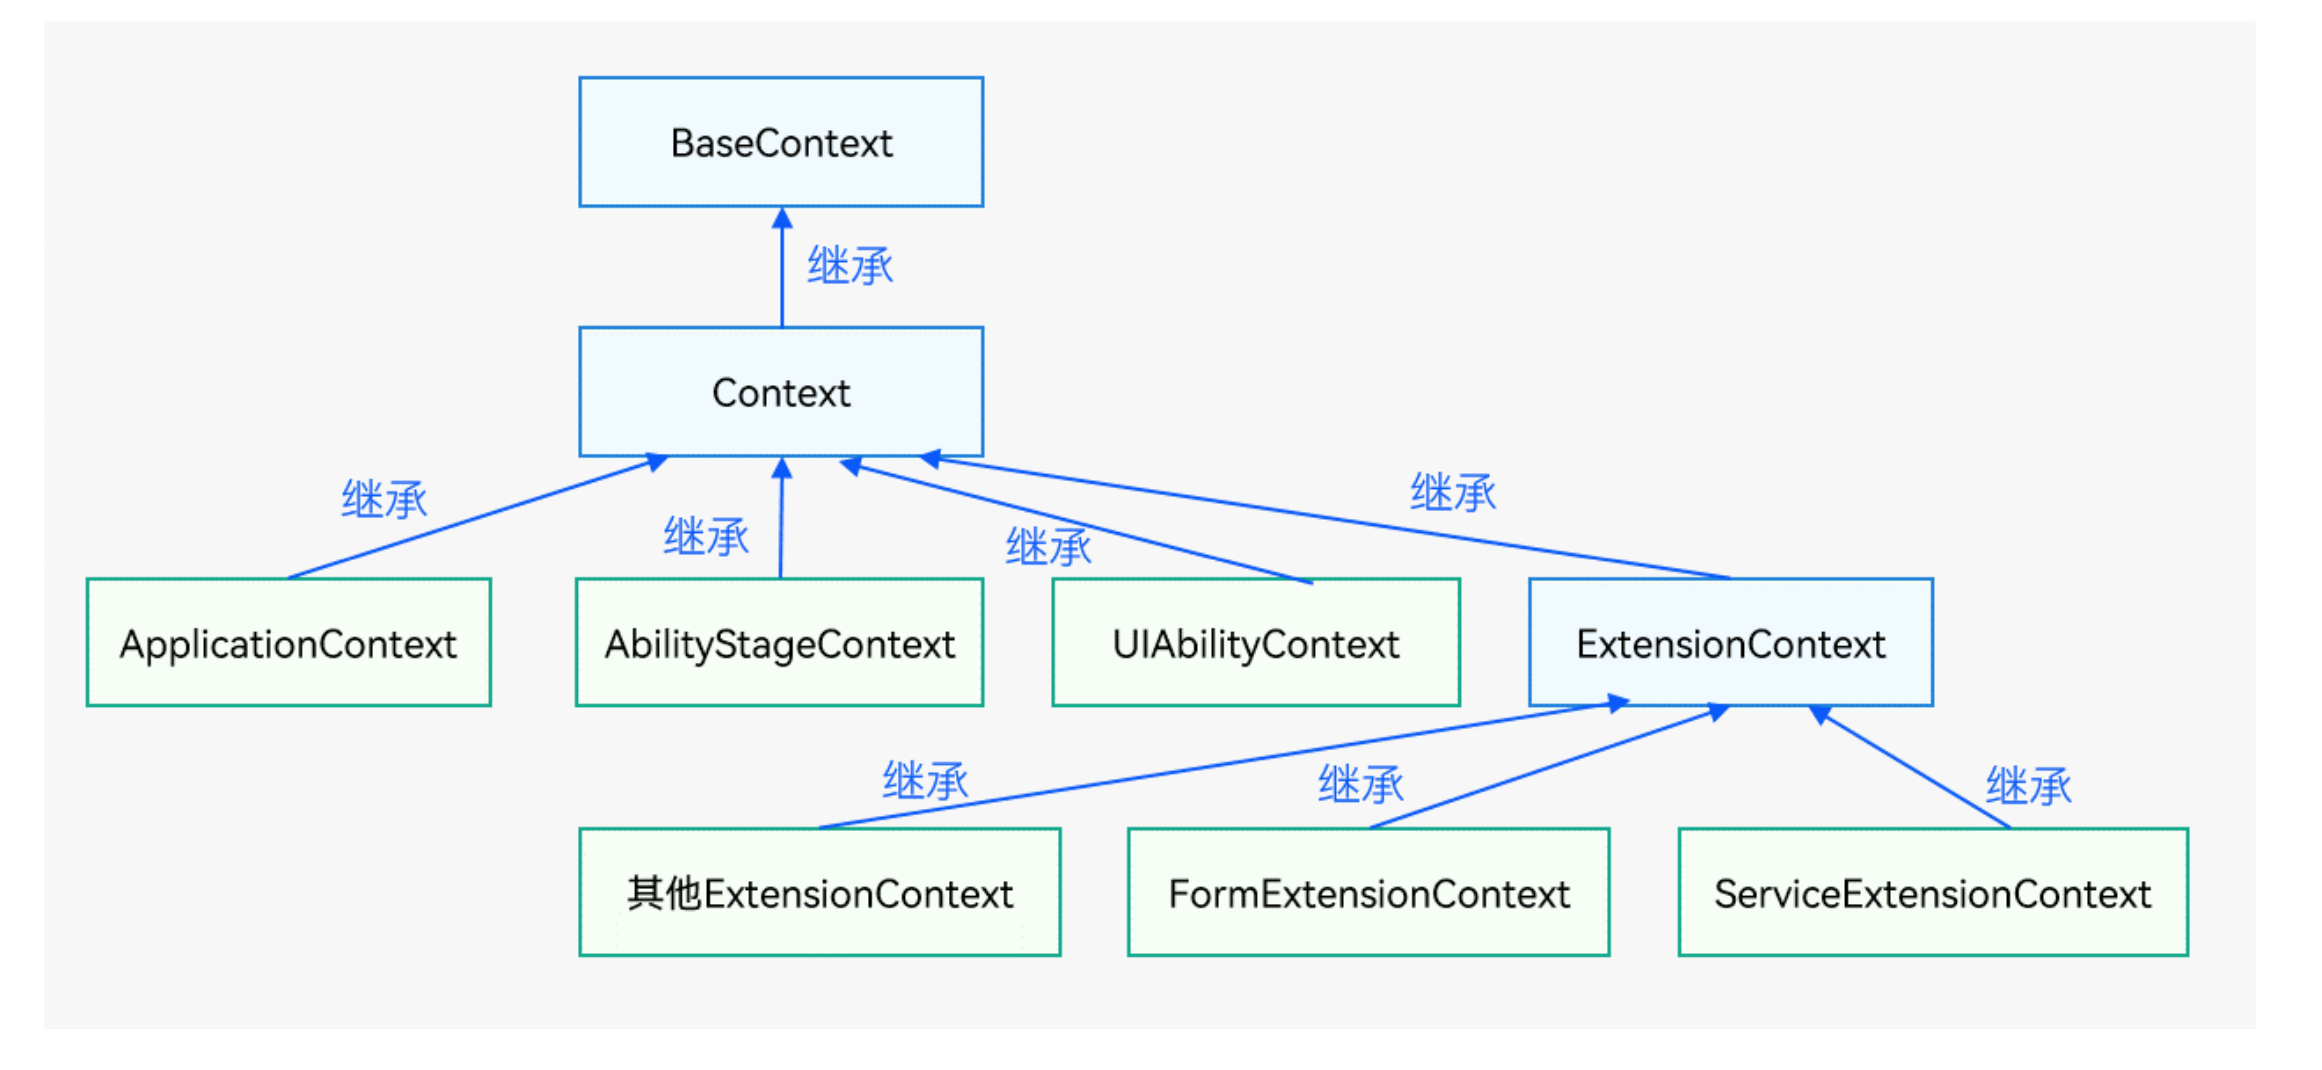 BaseContext
继承
Context
继承
继承
继承
继承
ApplicationContext
AbilityStageContext
UIAbilityContext
ExtensionContext
继承
继承
继承
其他ExtensionContext
FormExtensionContext
ServiceExtensionContext